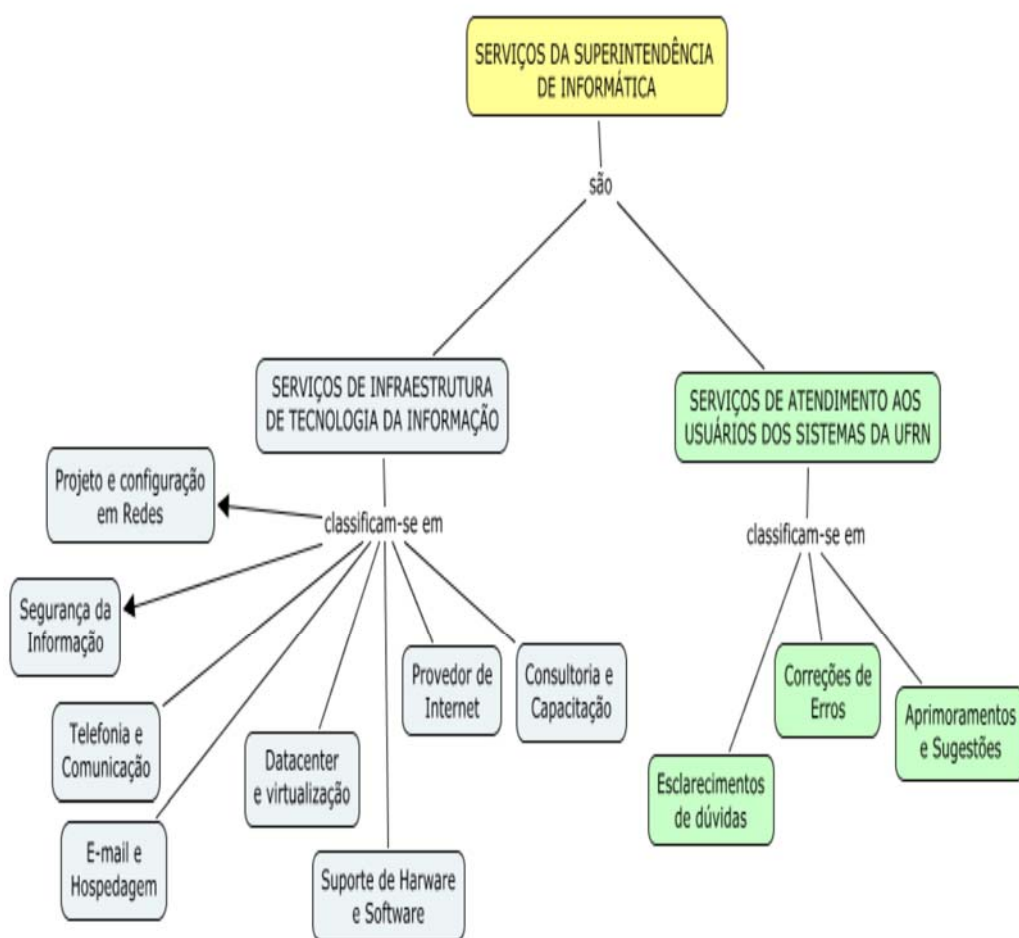 SERVIÇOS DA SUPERINTENDÊNCIA
DE INFORMÁTICA
são
SERVIÇOS DE INFRAESTRUTURA
DE TECNOLOGIA DA INFORMAÇÃO
SERVIÇOS DE ATENDIMENTO AOS
USUÁRIOS DOS SISTEMAS DA UFRN
classificam-se em
Projeto e configuração
em Redes
Segurança da
Informação
Telefonia e
Comunicação
E-mail e
Hospedagem
Datacenter
e virtualização
Suporte de Harware
e Software
Provedor de
Internet
Consultoria e
Capacitação
classificam-se em
Esclarecimentos
de dúvidas
Correções de
Erros
Aprimoramentos
e Sugestões